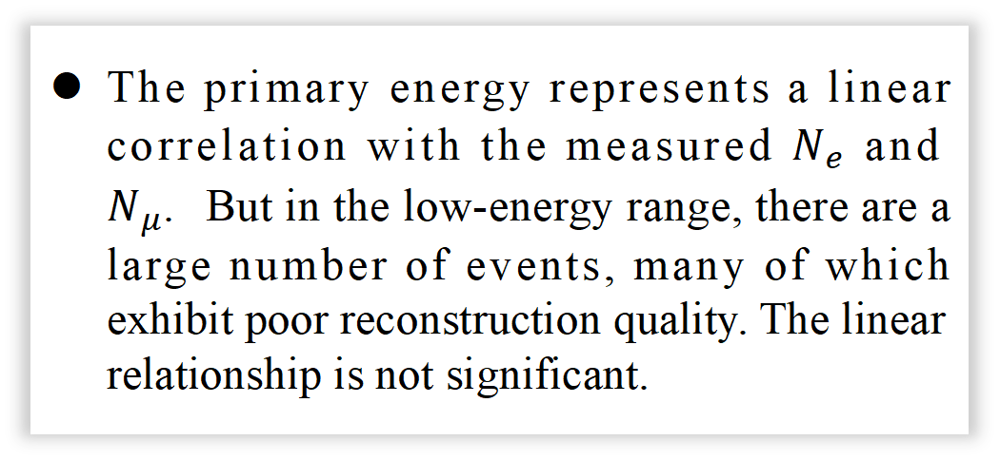 ● The primary energy represents a linear
correlation with the measured $N_e$ and
$N_\mu$. But in the low-energy range, there are a
large number of events, many of which
exhibit poor reconstruction quality. The linear
relationship is not significant.